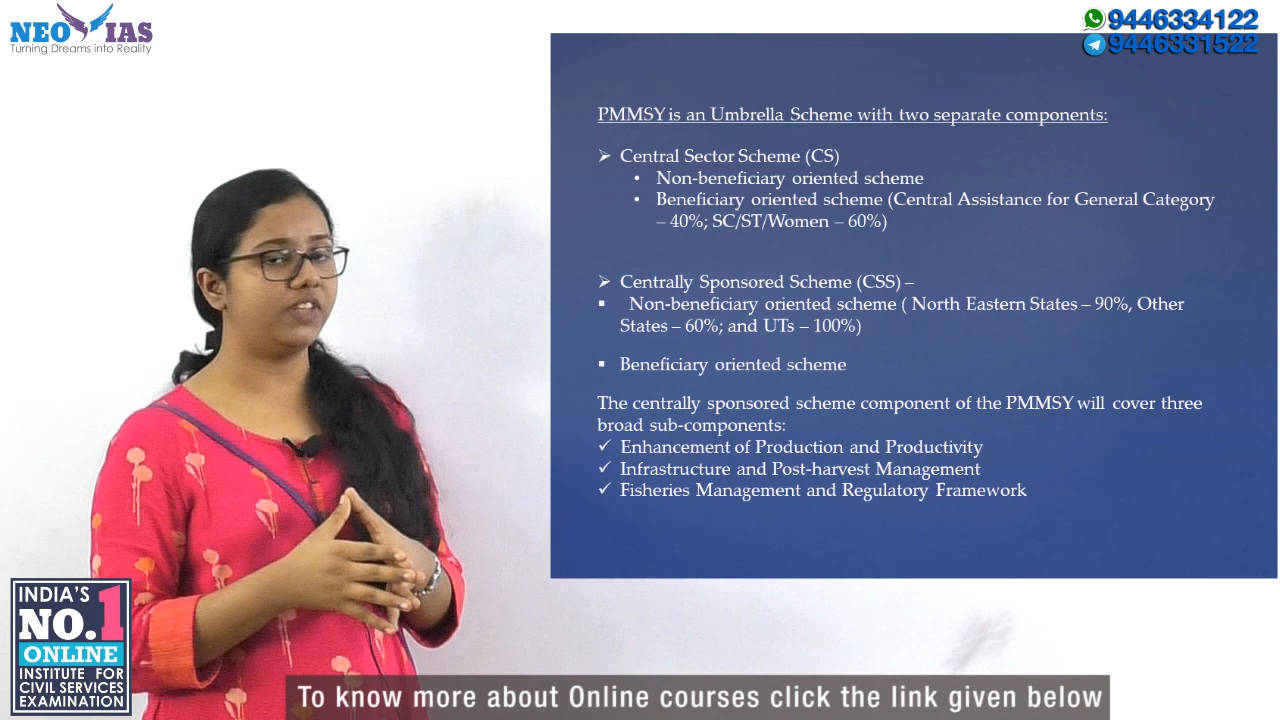 NEO IAS
Turning Dreams into Reality
9446334122
9446331522
PMMSY is an Umbrella Scheme with two separate components:
➢ Central Sector Scheme (CS)
• Non-beneficiary oriented scheme
• Beneficiary oriented scheme (Central Assistance for General Category
– 40%; SC/ST/Women – 60%)
➢ Centrally Sponsored Scheme (CSS) –
▪ Non-beneficiary oriented scheme ( North Eastern States – 90%, Other
States – 60%; and UTs – 100%)
▪ Beneficiary oriented scheme
The centrally sponsored scheme component of the PMMSY will cover three
broad sub-components:
✓ Enhancement of Production and Productivity
✓ Infrastructure and Post-harvest Management
✓ Fisheries Management and Regulatory Framework
INDIA'S
NO.1
ONLINE
INSTITUTE FOR
CIVIL SERVICES
EXAMINATION
To know more about Online courses click the link given below